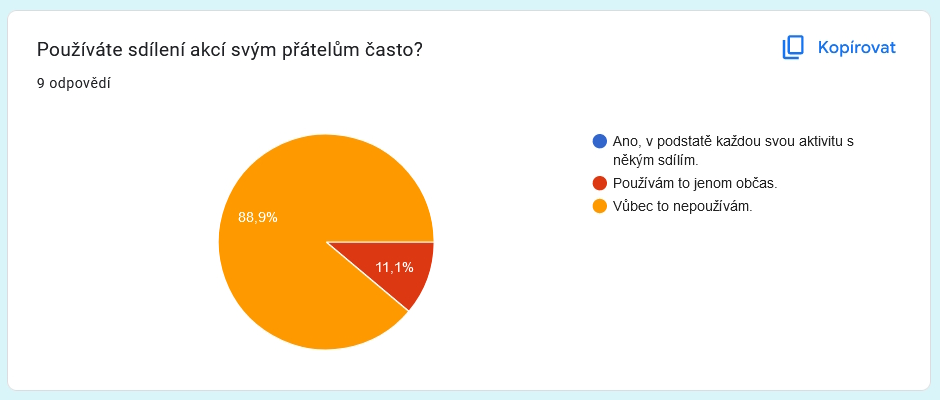 Používáte sdílení akcí svým přátelům často?
Kopírovat
9 odpovědí
Ano, v podstatě každou svou aktivitu s
někým sdílím.
Používám to jenom občas.
Vůbec to nepoužívám.
88,9%
11,1%